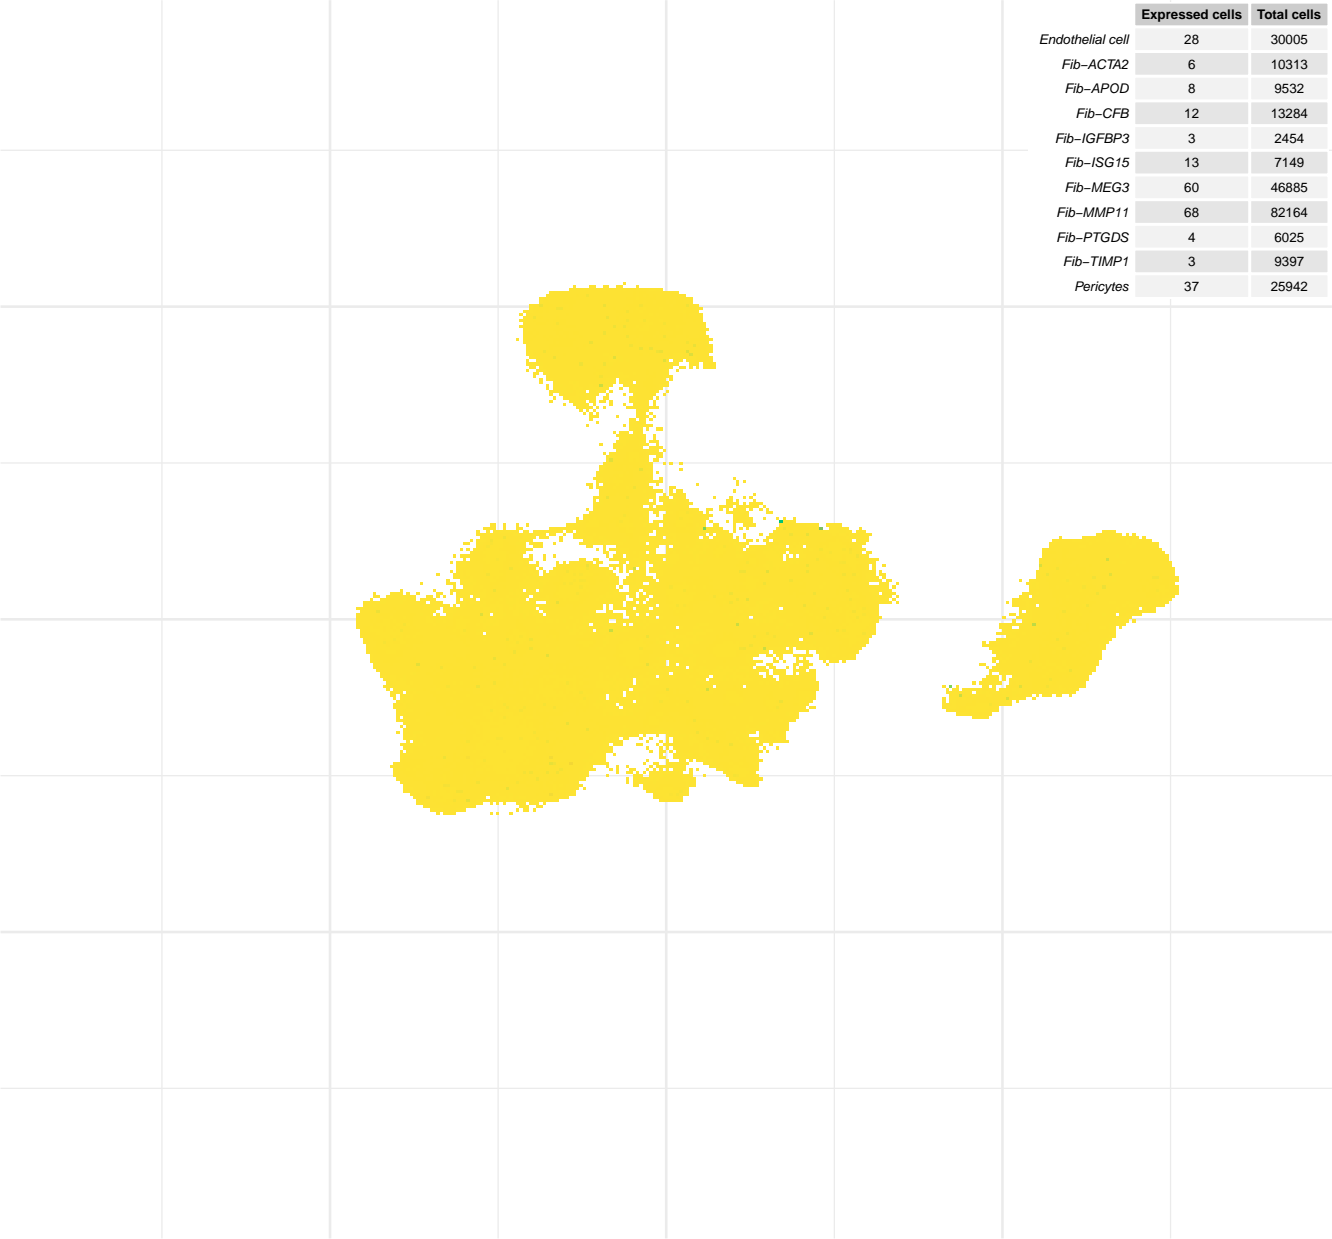 Expressed cells Total cells
Endothelial cell 28 30005
Fib−ACTA2 6 10313
Fib−APOD 8 9532
Fib−CFB 12 13284
Fib−IGFBP3 3 2454
Fib−ISG15 13 7149
Fib−MEG3 60 46885
Fib−MMP11 68 82164
Fib−PTGDS 4 6025
Fib−TIMP1 3 9397
Pericytes 37 25942